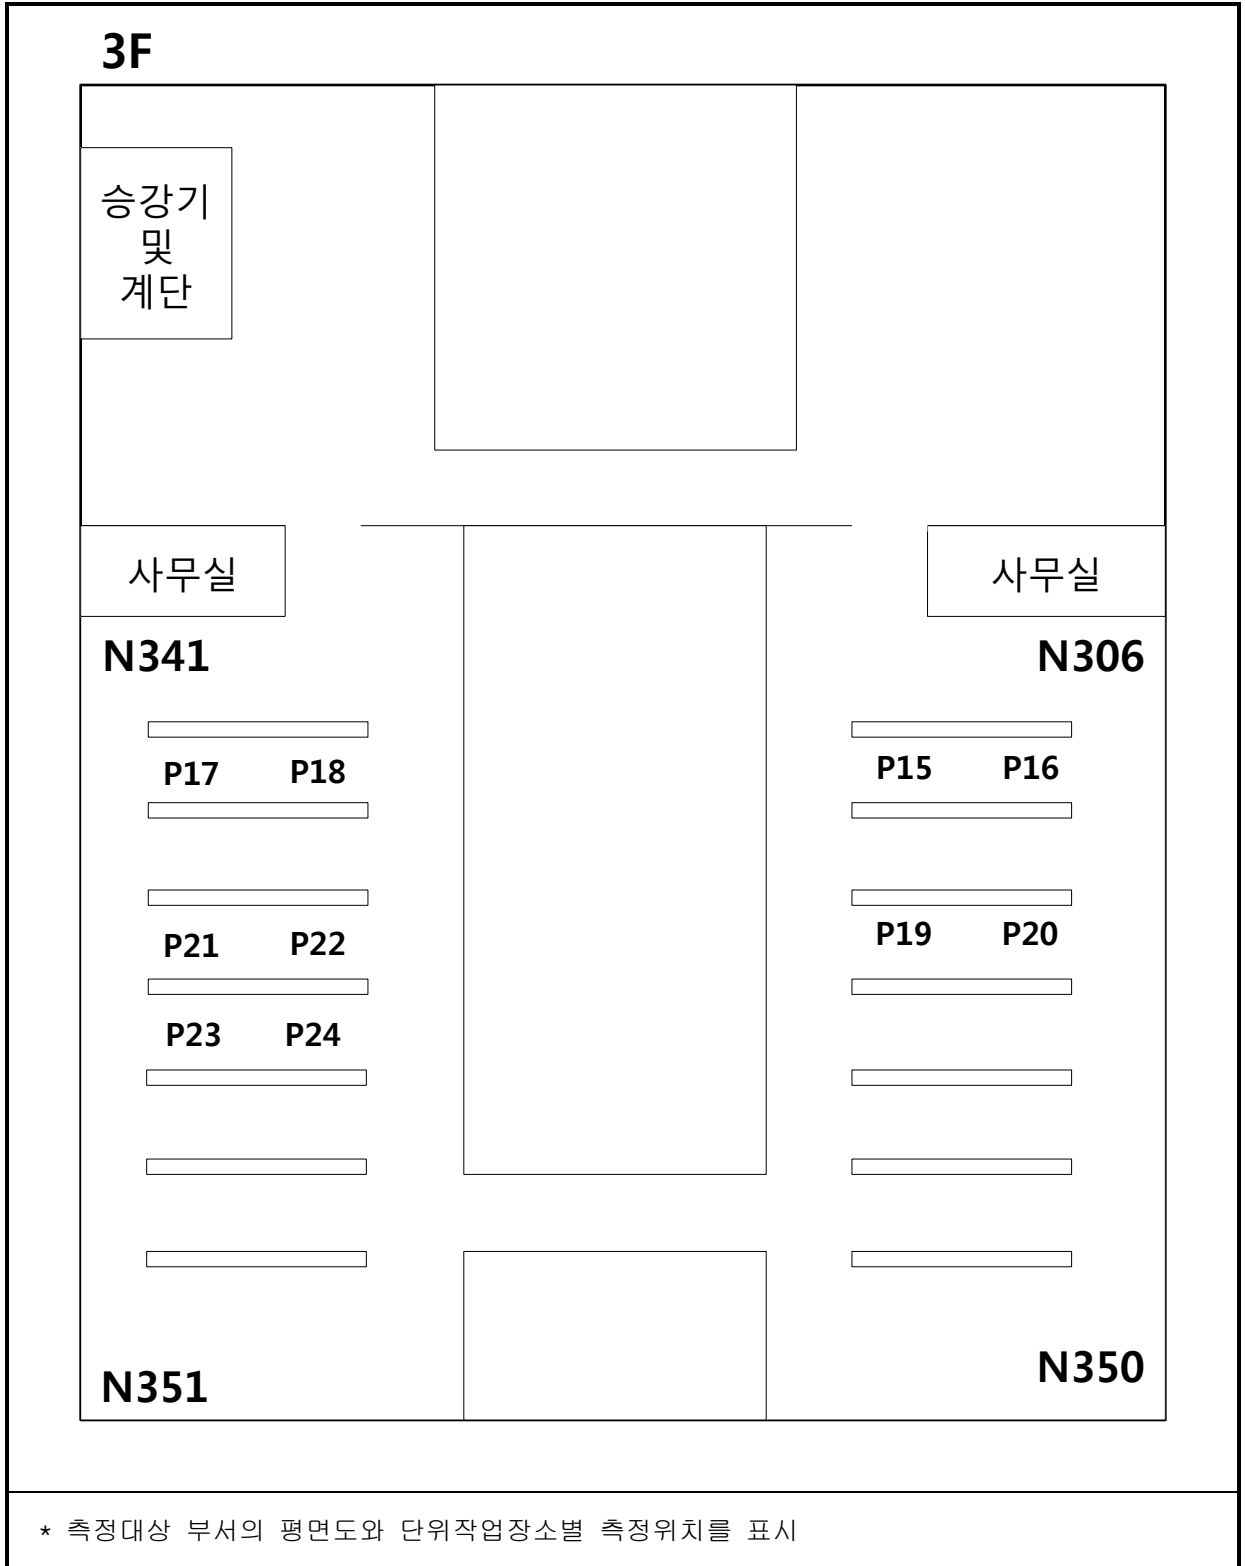 3F
승강기
및
계단
사무실
사무실
N341
N306
P17 P18
P15 P16
P21 P22
P19 P20
P23 P24
N351
N350
* 측정대상 부서의 평면도와 단위작업장소별 측정위치를 표시